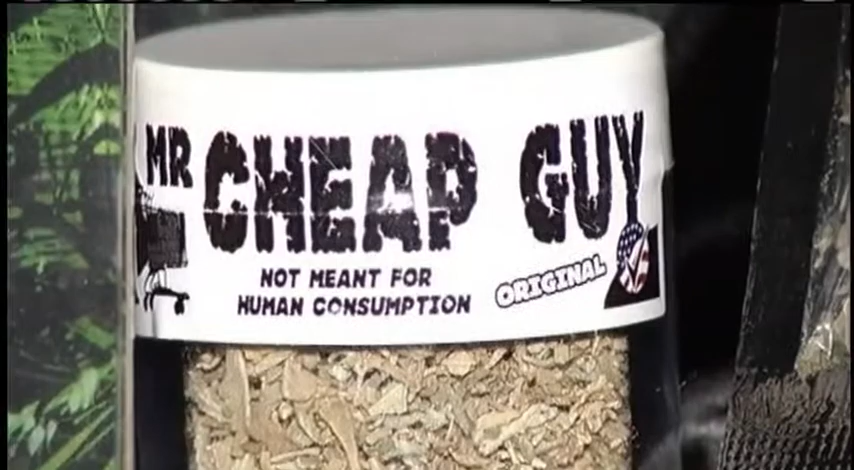 MR CHEAP GUY
NOT MEANT FOR
HUMAN CONSUMPTION
ORIGINAL